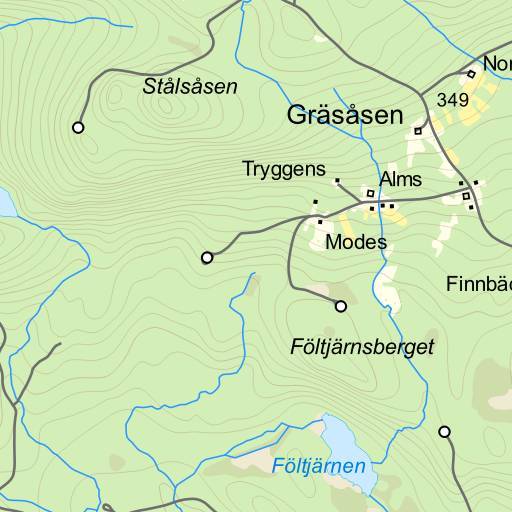 Nor
Stålsåsen
349
Gräsåsen
Tryggens
Alms
Modes
Finnbäc
Föltjärnsberget
Föltjärnen